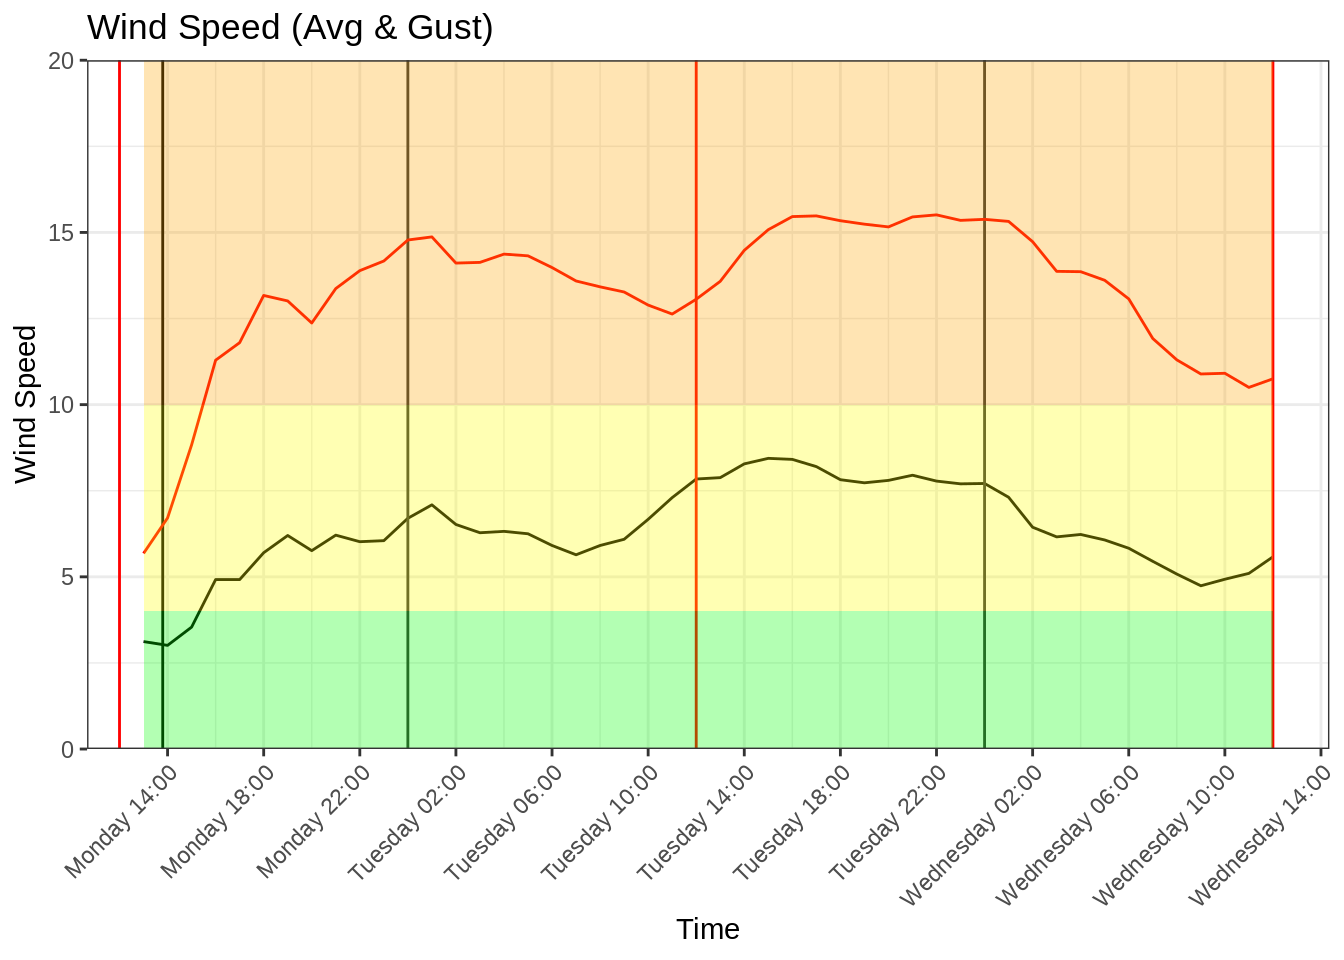 Wind Speed (Avg & Gust)
Wind Speed
20
15
10
5
0
Monday 14:00
Monday 18:00
Monday 22:00
Tuesday 02:00
Tuesday 06:00
Tuesday 10:00
Tuesday 14:00
Tuesday 18:00
Tuesday 22:00
Wednesday 02:00
Wednesday 06:00
Wednesday 10:00
Wednesday 14:00
Time